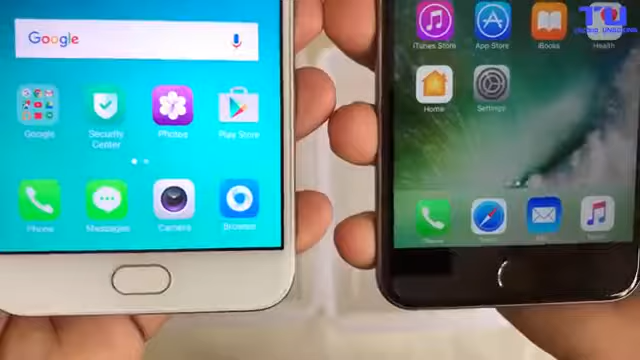 Google
Google
Security
Center
Photos
Play Store
Phone
Messages
Camera
Browser
iTunes Store
App Store
iBooks
Health
Home
Settings
TU